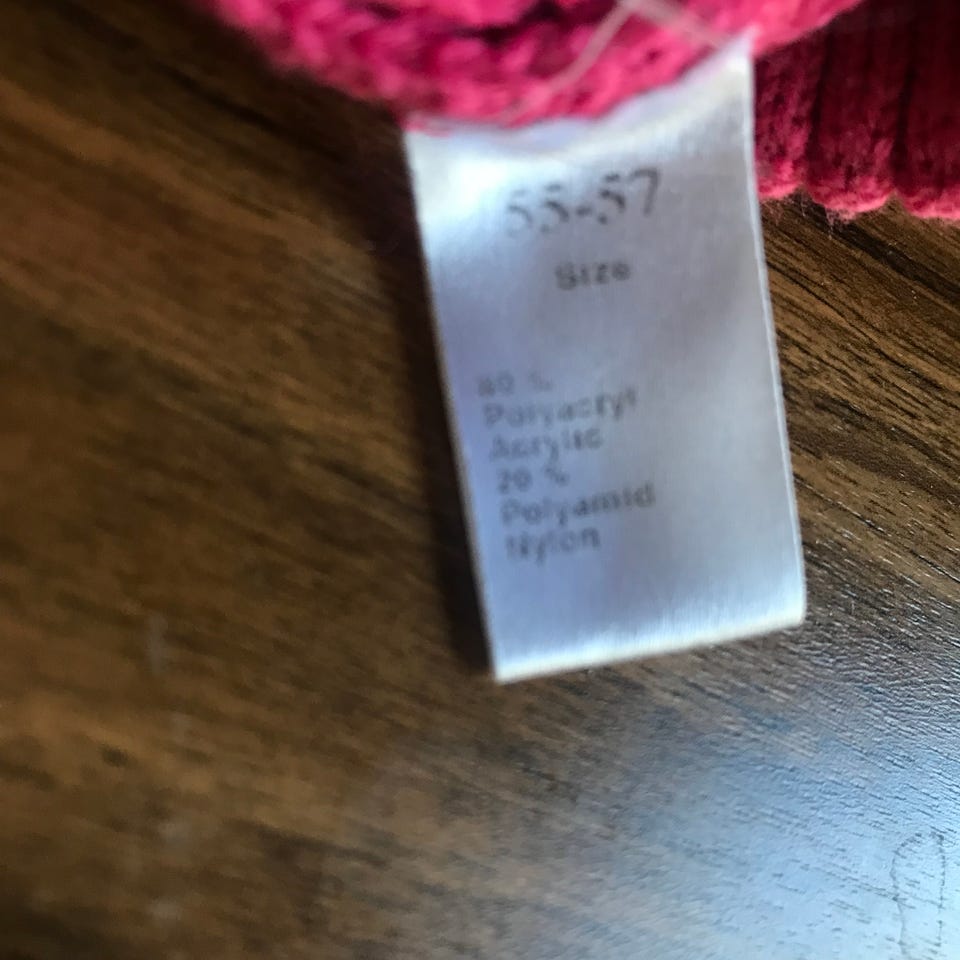 55-57
Size
80 %
Polyacryl
Acrylic
20 %
Polyamid
Nylon